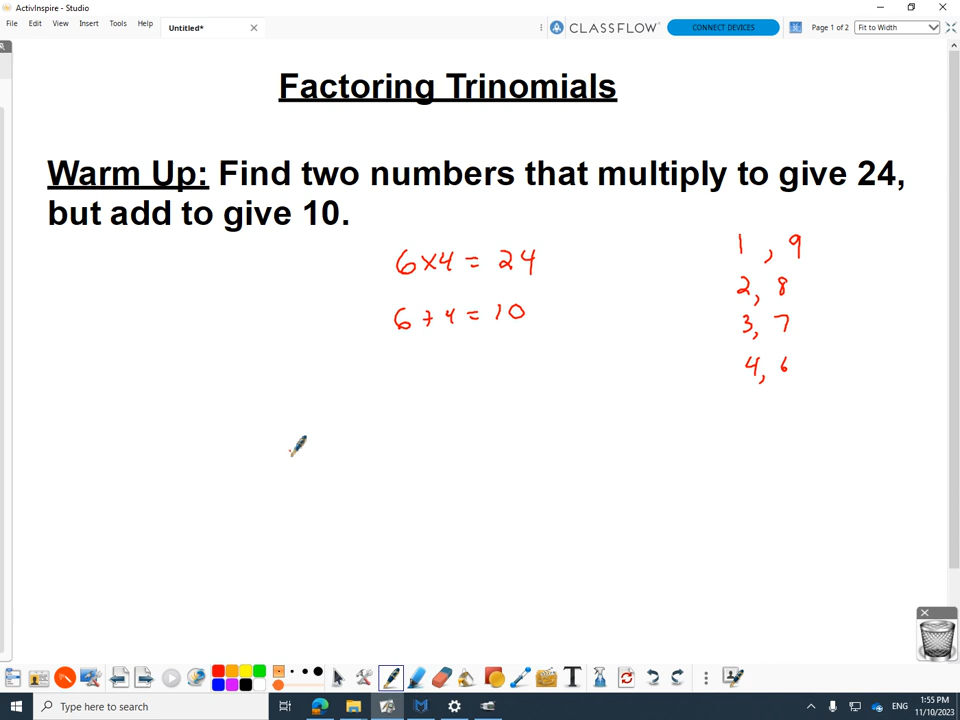 ActivInspire - Studio
File Edit View Insert Tools Help Untitled*
CLASSFLOW CONNECT DEVICES Page 1 of 2 Fit to Width
Factoring Trinomials
Warm Up: Find two numbers that multiply to give 24,
but add to give 10.
6x4 = 24
6+4 = 10
1 , 9
2, 8
3, 7
4, 6
Type here to search
ENG
1:55 PM
11/10/2023